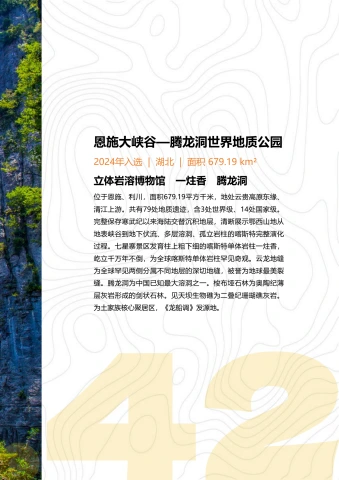 恩施大峡谷—腾龙洞世界地质公园
2024年入选 | 湖北 | 面积 679.19 km²
立体岩溶博物馆 一炷香 腾龙洞
位于恩施、利川，面积679.19平方千米，地处云贵高原东缘、
清江上游。共有79处地质遗迹，含3处世界级，14处国家级。
完整保存寒武纪以来海陆交替沉积地层，清晰展示鄂西山地从
地表峡谷到地下伏流、多层溶洞、孤立岩柱的喀斯特完整演化
过程。七星寨景区发育柱上粗下细的喀斯特单体岩柱一炷香，
屹立千万年不倒，为全球喀斯特单体岩柱罕见奇观。云龙地缝
为全球罕见两侧分属不同地层的深切地缝，被誉为地球最美裂
缝。腾龙洞为中国已知最大溶洞之一。梭布垭石林为奥陶纪薄
层灰岩形成的剑状石林。见天坝生物礁为二叠纪珊瑚礁灰岩。
为土家族核心聚居区，《龙船调》发源地。
42